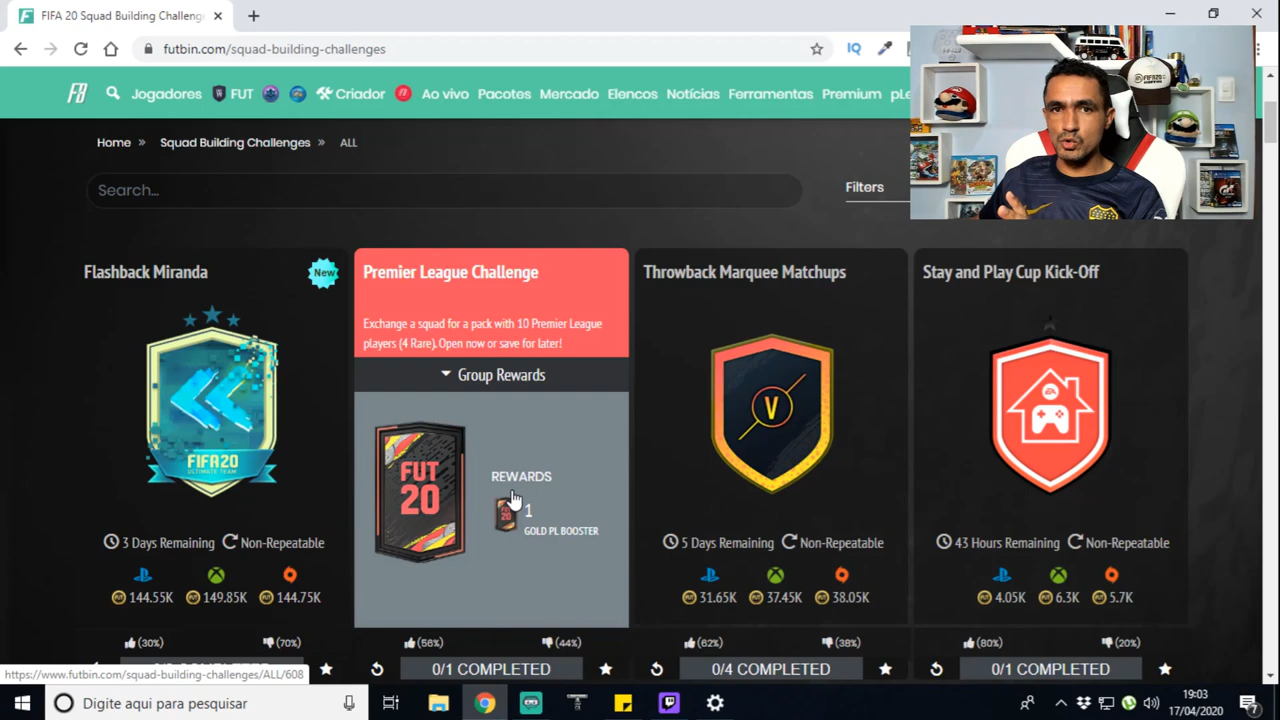 FIFA 20 Squad Building Challenge
futbin.com/squad-building-challenges
IQ
Jogadores FUT Criador Ao vivo Pacotes Mercado Elencos Notícias Ferramentas Premium
Home » Squad Building Challenges » ALL
Search...
Filters
Flashback Miranda
New
FIFA20
ULTIMATE TEAM
3 Days Remaining Non-Repeatable
144.55K 149.85K 144.75K
(30%) (70%)
Premier League Challenge
Exchange a squad for a pack with 10 Premier League
players (4 Rare). Open now or save for later!
Group Rewards
FUT
20
REWARDS
1
GOLD PL BOOSTER
(56%) (44%)
0/1 COMPLETED
Throwback Marquee Matchups
V
5 Days Remaining Non-Repeatable
31.65K 37.45K 38.05K
(62%) (38%)
0/4 COMPLETED
Stay and Play Cup Kick-Off
EA
43 Hours Remaining Non-Repeatable
4.05K 6.3K 5.7K
(80%) (20%)
0/1 COMPLETED
https://www.futbin.com/squad-building-challenges/ALL/608
Digite aqui para pesquisar
19:03
17/04/2020
7